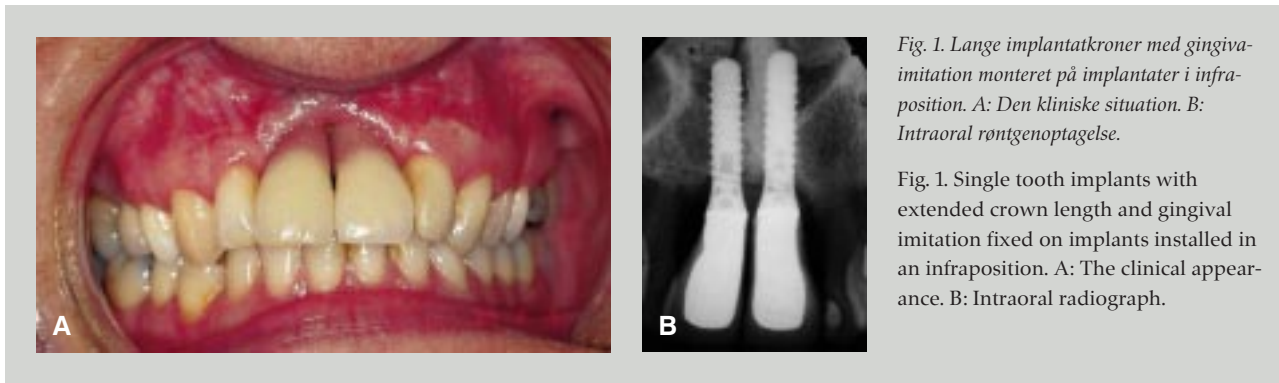 A
B
Fig. 1. Lange implantatkroner med gingiva-
imitation monteret på implantater i infra-
position. A: Den kliniske situation. B:
Intraoral røntgenoptagelse.
Fig. 1. Single tooth implants with
extended crown length and gingival
imitation fixed on implants installed in
an infraposition. A: The clinical appear-
ance. B: Intraoral radiograph.